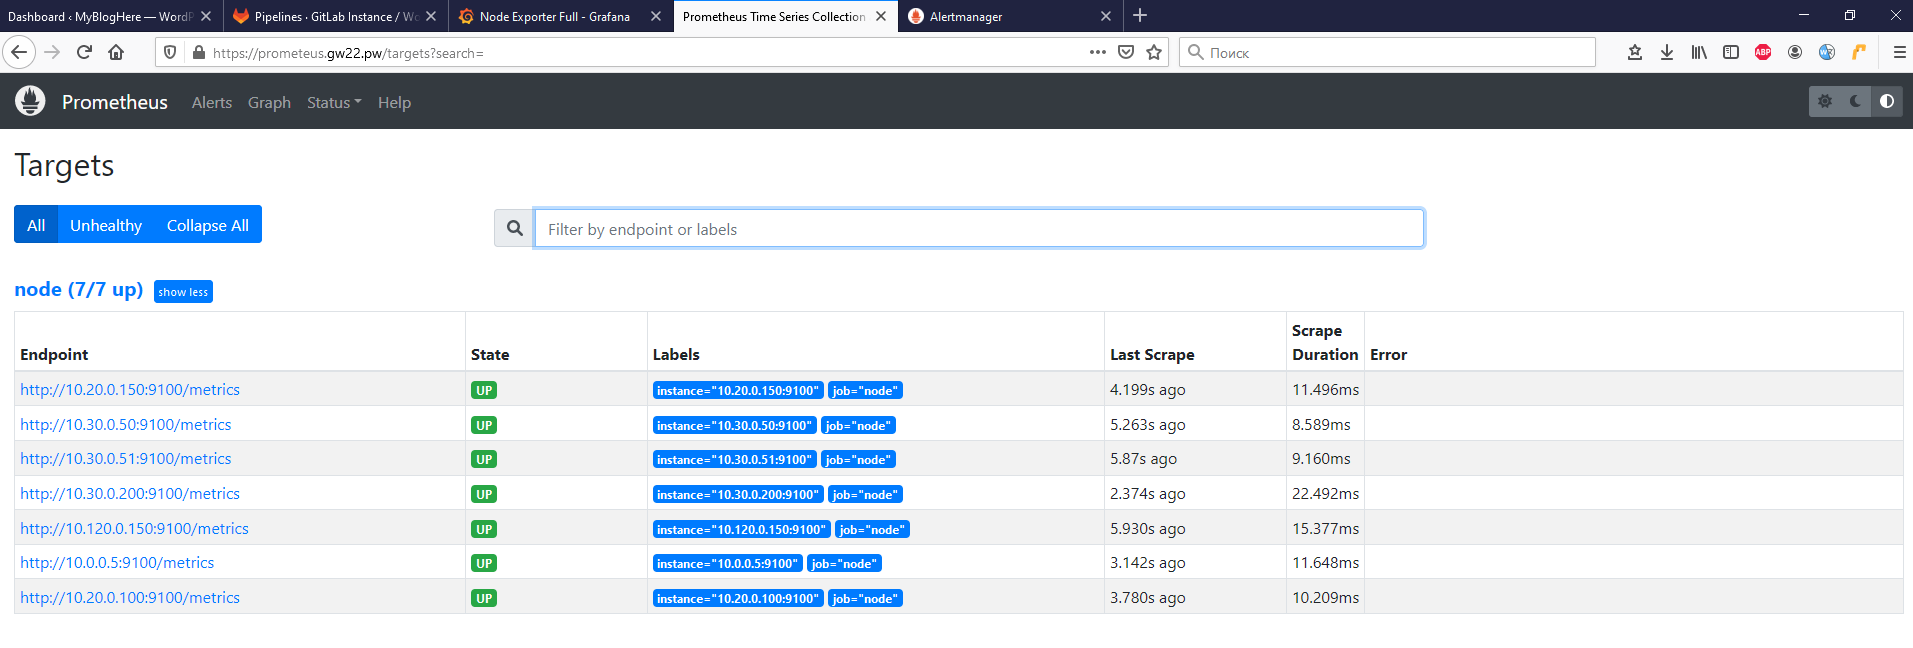 Dashboard ‹ MyBlogHere — WordP
Pipelines · GitLab Instance / Wo
Node Exporter Full - Grafana
Prometheus Time Series Collection
Alertmanager
https://prometeus.gw22.pw/targets?search=
Поиск
ABP
Prometheus Alerts Graph Status Help
Targets
All Unhealthy Collapse All
Filter by endpoint or labels
node (7/7 up) show less
Endpoint State Labels Last Scrape Scrape Duration Error
http://10.20.0.150:9100/metrics UP instance="10.20.0.150:9100" job="node" 4.199s ago 11.496ms
http://10.30.0.50:9100/metrics UP instance="10.30.0.50:9100" job="node" 5.263s ago 8.589ms
http://10.30.0.51:9100/metrics UP instance="10.30.0.51:9100" job="node" 5.87s ago 9.160ms
http://10.30.0.200:9100/metrics UP instance="10.30.0.200:9100" job="node" 2.374s ago 22.492ms
http://10.120.0.150:9100/metrics UP instance="10.120.0.150:9100" job="node" 5.930s ago 15.377ms
http://10.0.0.5:9100/metrics UP instance="10.0.0.5:9100" job="node" 3.142s ago 11.648ms
http://10.20.0.100:9100/metrics UP instance="10.20.0.100:9100" job="node" 3.780s ago 10.209ms